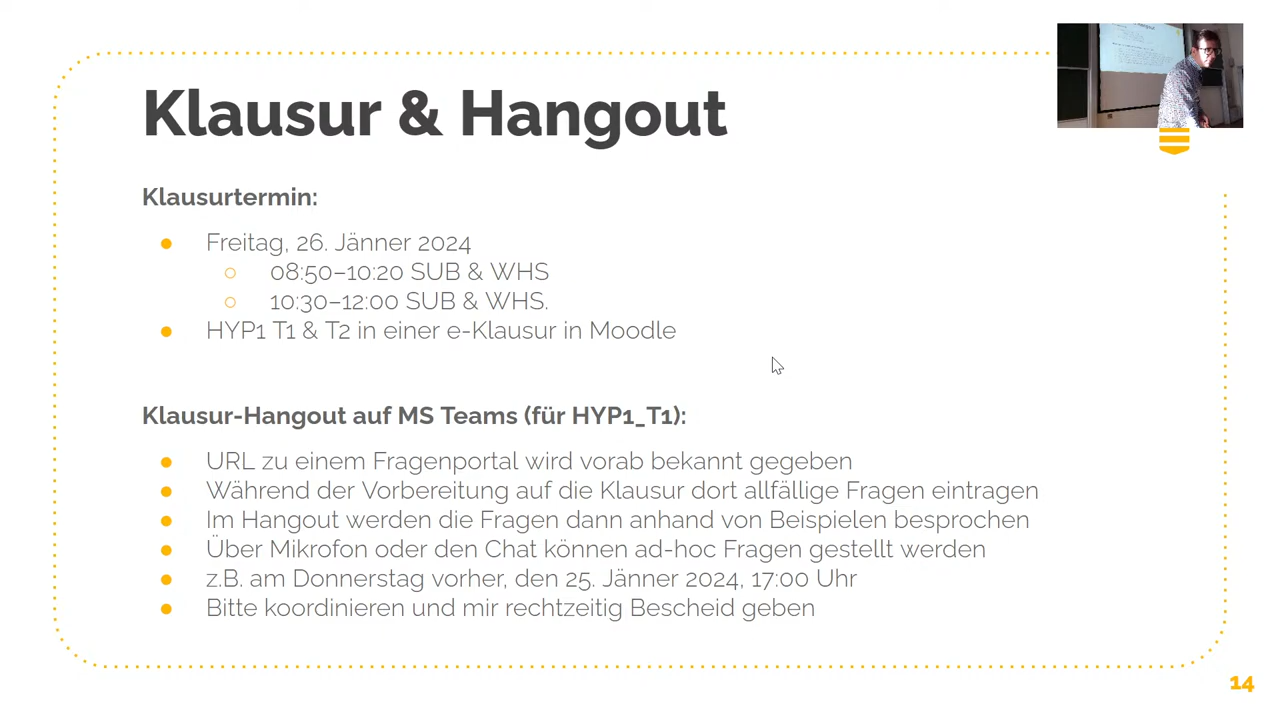 Klausur & Hangout
Klausurtermin:
Freitag, 26. Jänner 2024
08:50–10:20 SUB & WHS
10:30–12:00 SUB & WHS.
HYP1 T1 & T2 in einer e-Klausur in Moodle
Klausur-Hangout auf MS Teams (für HYP1_T1):
URL zu einem Fragenportal wird vorab bekannt gegeben
Während der Vorbereitung auf die Klausur dort allfällige Fragen eintragen
Im Hangout werden die Fragen dann anhand von Beispielen besprochen
Über Mikrofon oder den Chat können ad-hoc Fragen gestellt werden
z.B. am Donnerstag vorher, den 25. Jänner 2024, 17:00 Uhr
Bitte koordinieren und mir rechtzeitig Bescheid geben
14